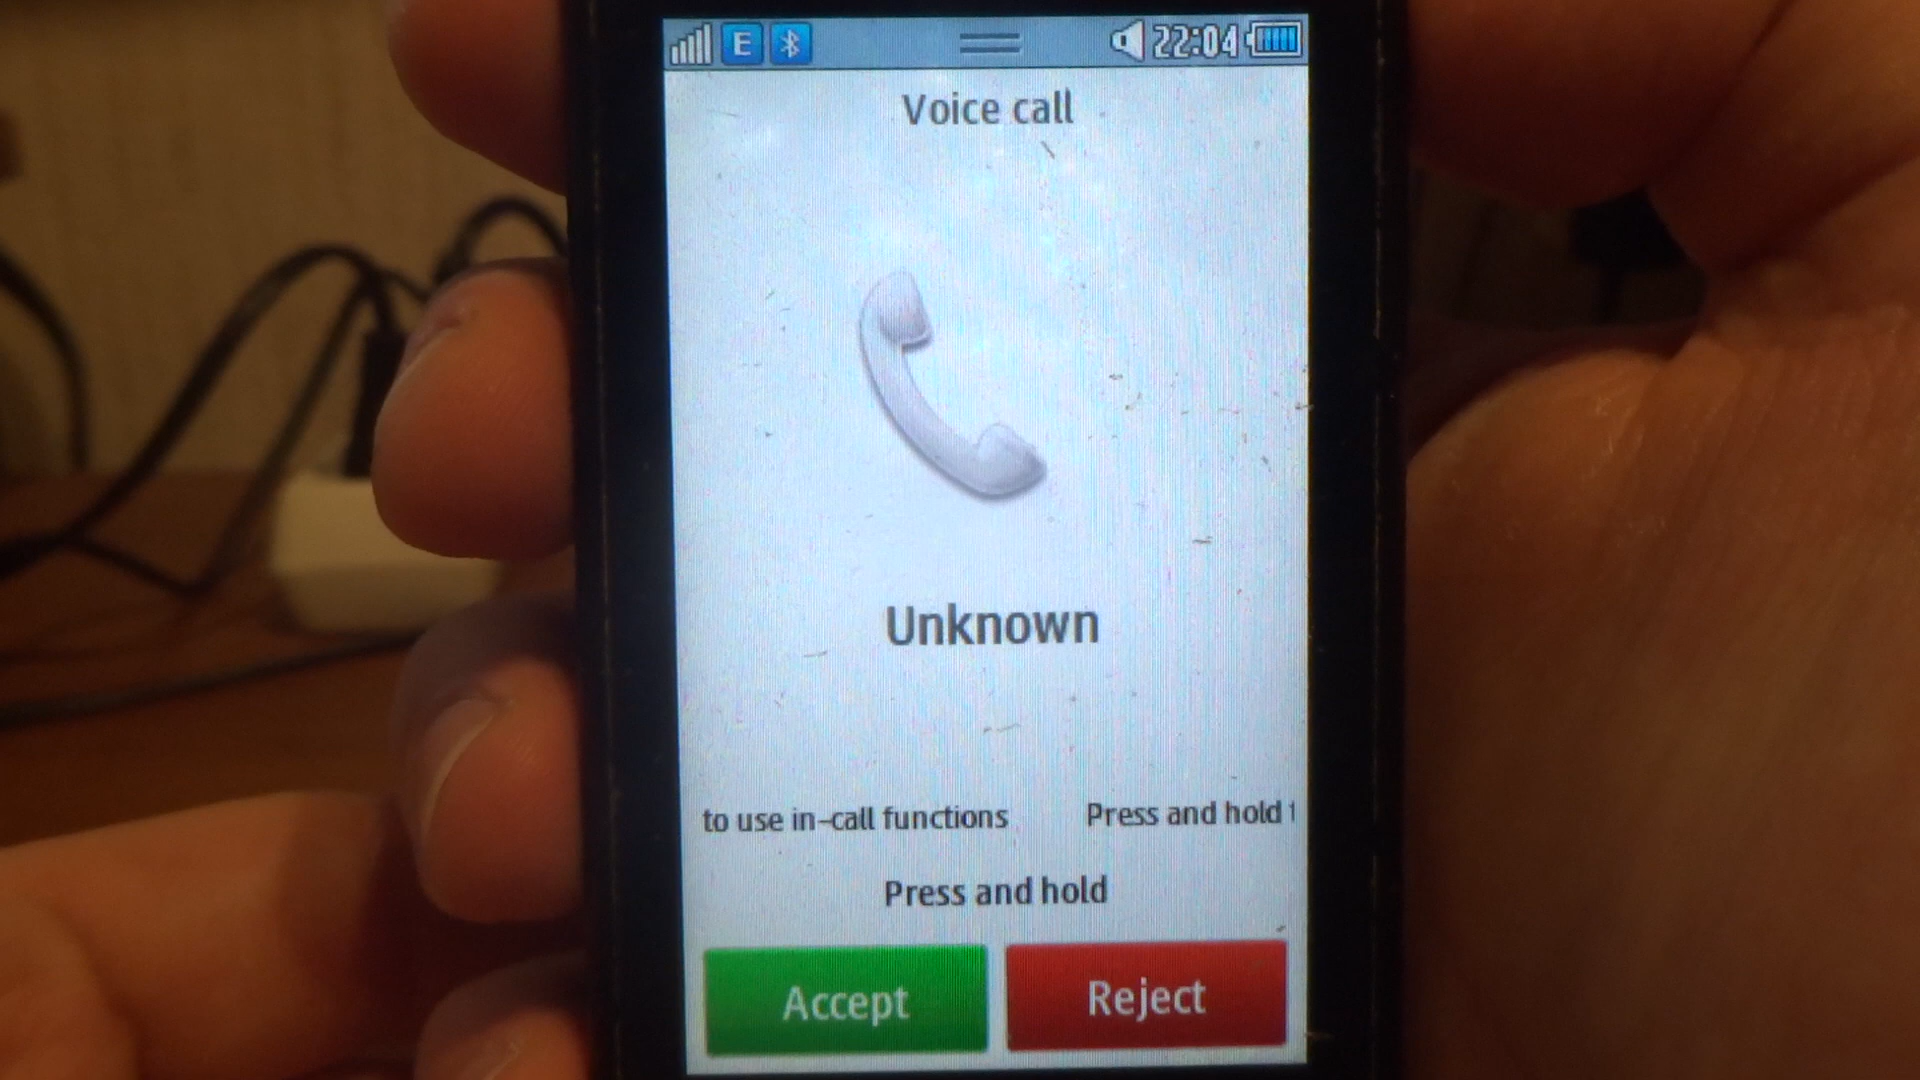 E 22:04
Voice call
Unknown
to use in-call functions Press and hold
Press and hold
Accept Reject